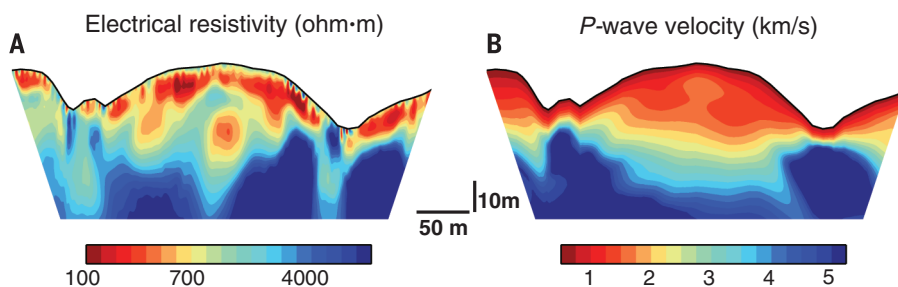 Electrical resistivity (ohm·m)
P-wave velocity (km/s)
A
B
10m
50 m
100 700 4000
1 2 3 4 5